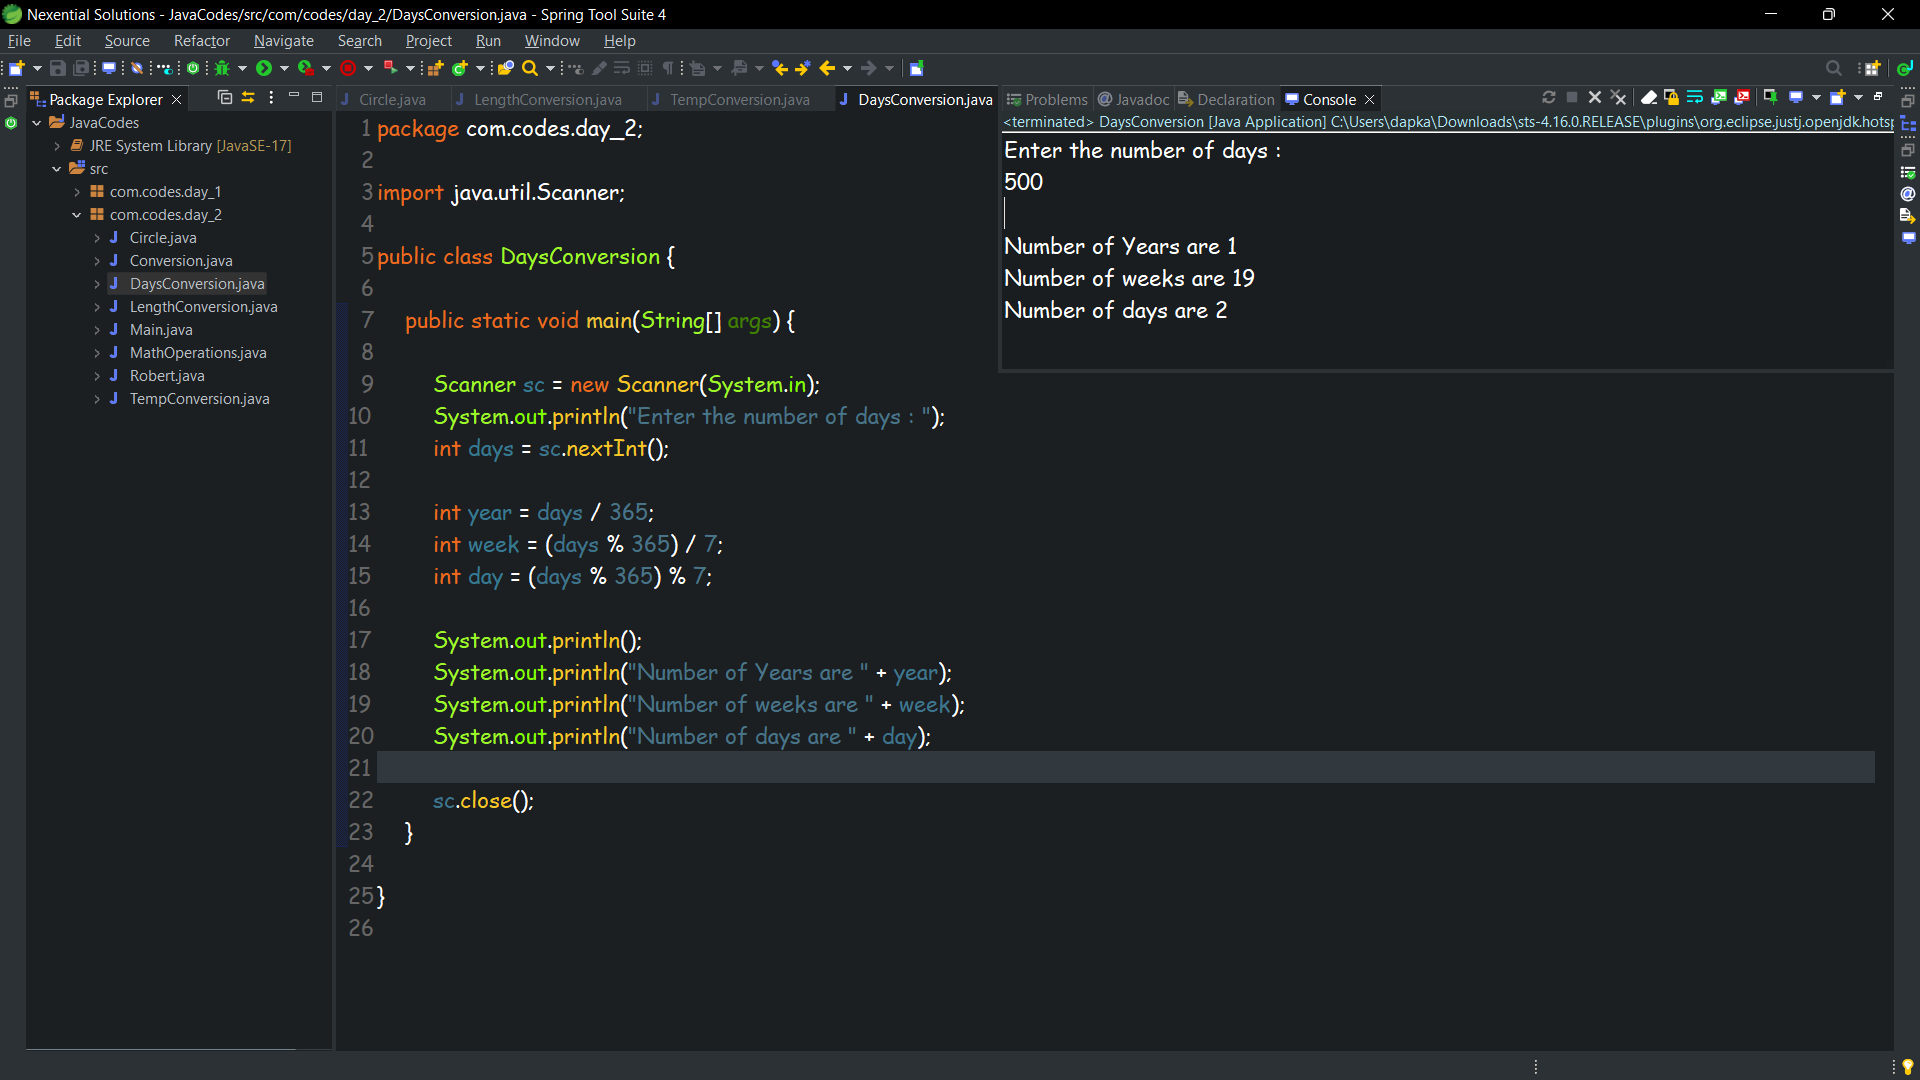 Nexential Solutions - JavaCodes/src/com/codes/day_2/DaysConversion.java - Spring Tool Suite 4
File Edit Source Refactor Navigate Search Project Run Window Help
Package Explorer
JavaCodes
JRE System Library [JavaSE-17]
src
com.codes.day_1
com.codes.day_2
Circle.java
Conversion.java
DaysConversion.java
LengthConversion.java
Main.java
MathOperations.java
Robert.java
TempConversion.java
Circle.java LengthConversion.java TempConversion.java DaysConversion.java
1 package com.codes.day_2;
2
3 import java.util.Scanner;
4
5 public class DaysConversion {
6
7 public static void main(String[] args) {
8
9 Scanner sc = new Scanner(System.in);
10 System.out.println("Enter the number of days : ");
11 int days = sc.nextInt();
12
13 int year = days / 365;
14 int week = (days % 365) / 7;
15 int day = (days % 365) % 7;
16
17 System.out.println();
18 System.out.println("Number of Years are " + year);
19 System.out.println("Number of weeks are " + week);
20 System.out.println("Number of days are " + day);
21
22 sc.close();
23 }
24
25 }
26
Problems Javadoc Declaration Console
<terminated> DaysConversion [Java Application] C:\Users\dapka\Downloads\sts-4.16.0.RELEASE\plugins\org.eclipse.justj.openjdk.hotsp
Enter the number of days :
500
Number of Years are 1
Number of weeks are 19
Number of days are 2